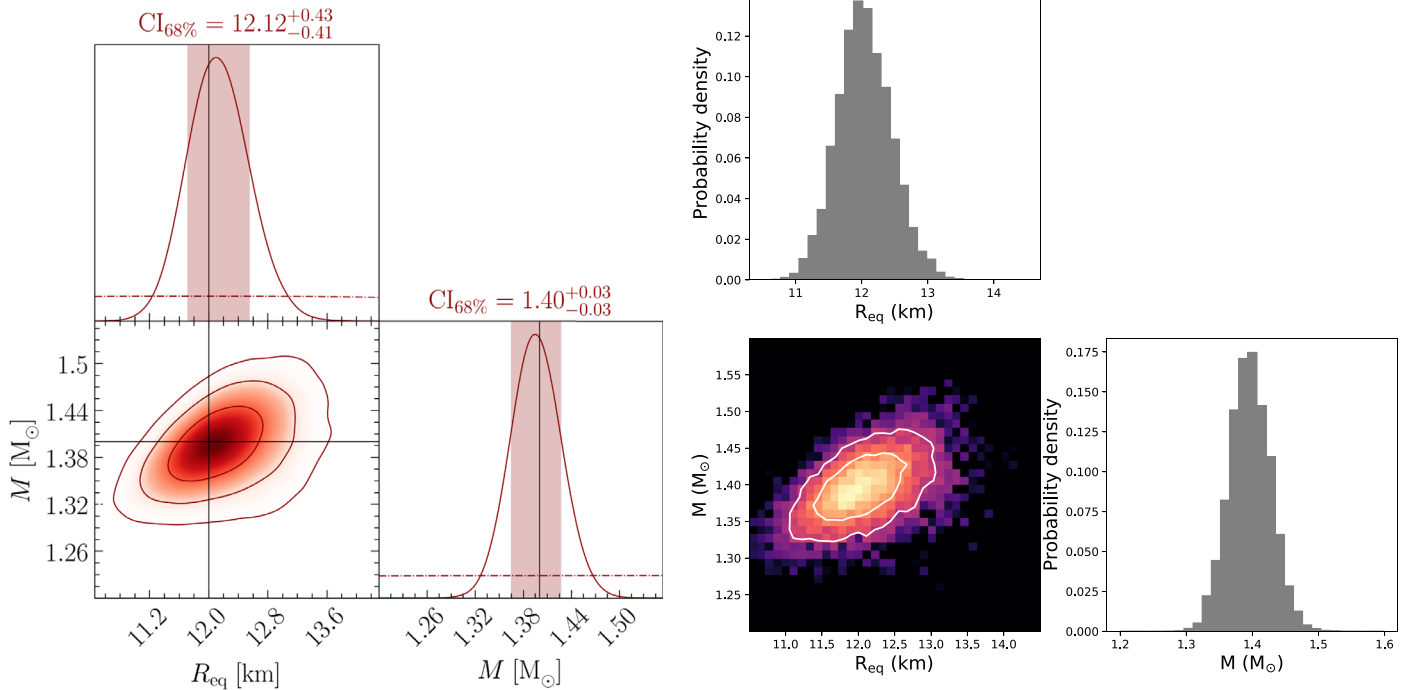 CI68% = 12.12+0.43−0.41
CI68% = 1.40+0.03−0.03
1.5
1.44
1.38
1.32
1.26
M [M⊙]
11.2 12.0 12.8 13.6
Req [km]
1.26 1.32 1.38 1.44 1.50
M [M⊙]
0.12
0.10
0.08
0.06
0.04
0.02
0.00
Probability density
11 12 13 14
Req (km)
1.55
1.50
1.45
1.40
1.35
1.30
1.25
M (M⊙)
11.0 11.5 12.0 12.5 13.0 13.5 14.0
Req (km)
0.175
0.150
0.125
0.100
0.075
0.050
0.025
0.000
Probability density
1.2 1.3 1.4 1.5 1.6
M (M⊙)